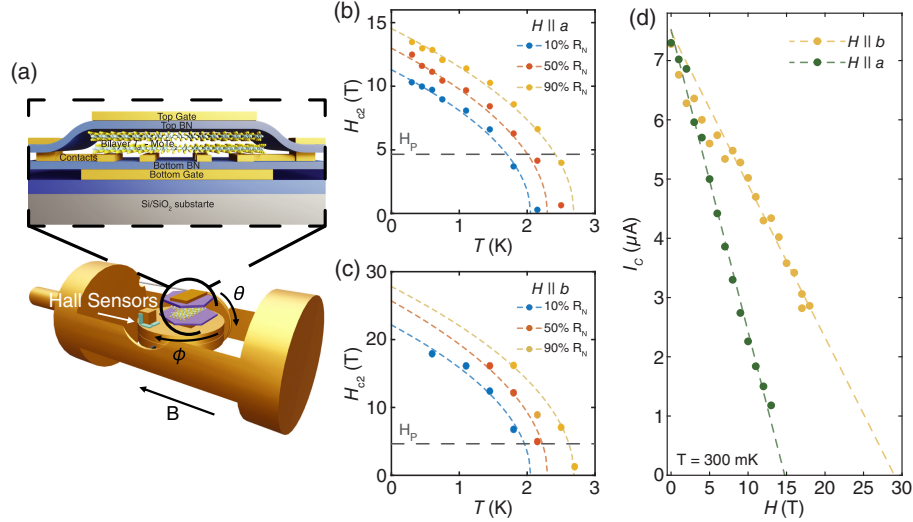 (a)
Top Gate
Top BN
Bilayer T - MoTe
Contacts
Bottom BN
Bottom Gate
Si/SiO2 substarte
Hall Sensors
θ
ϕ
B
(b)
15
10
5
0
0
1
2
3
Hc2 (T)
T (K)
H || a
10% RN
50% RN
90% RN
HP
(c)
30
20
10
0
0
1
2
3
Hc2 (T)
T (K)
H || b
10% RN
50% RN
90% RN
HP
(d)
8
7
6
5
4
3
2
1
0
0
5
10
15
20
25
30
IC (μA)
H (T)
H || b
H || a
T = 300 mK